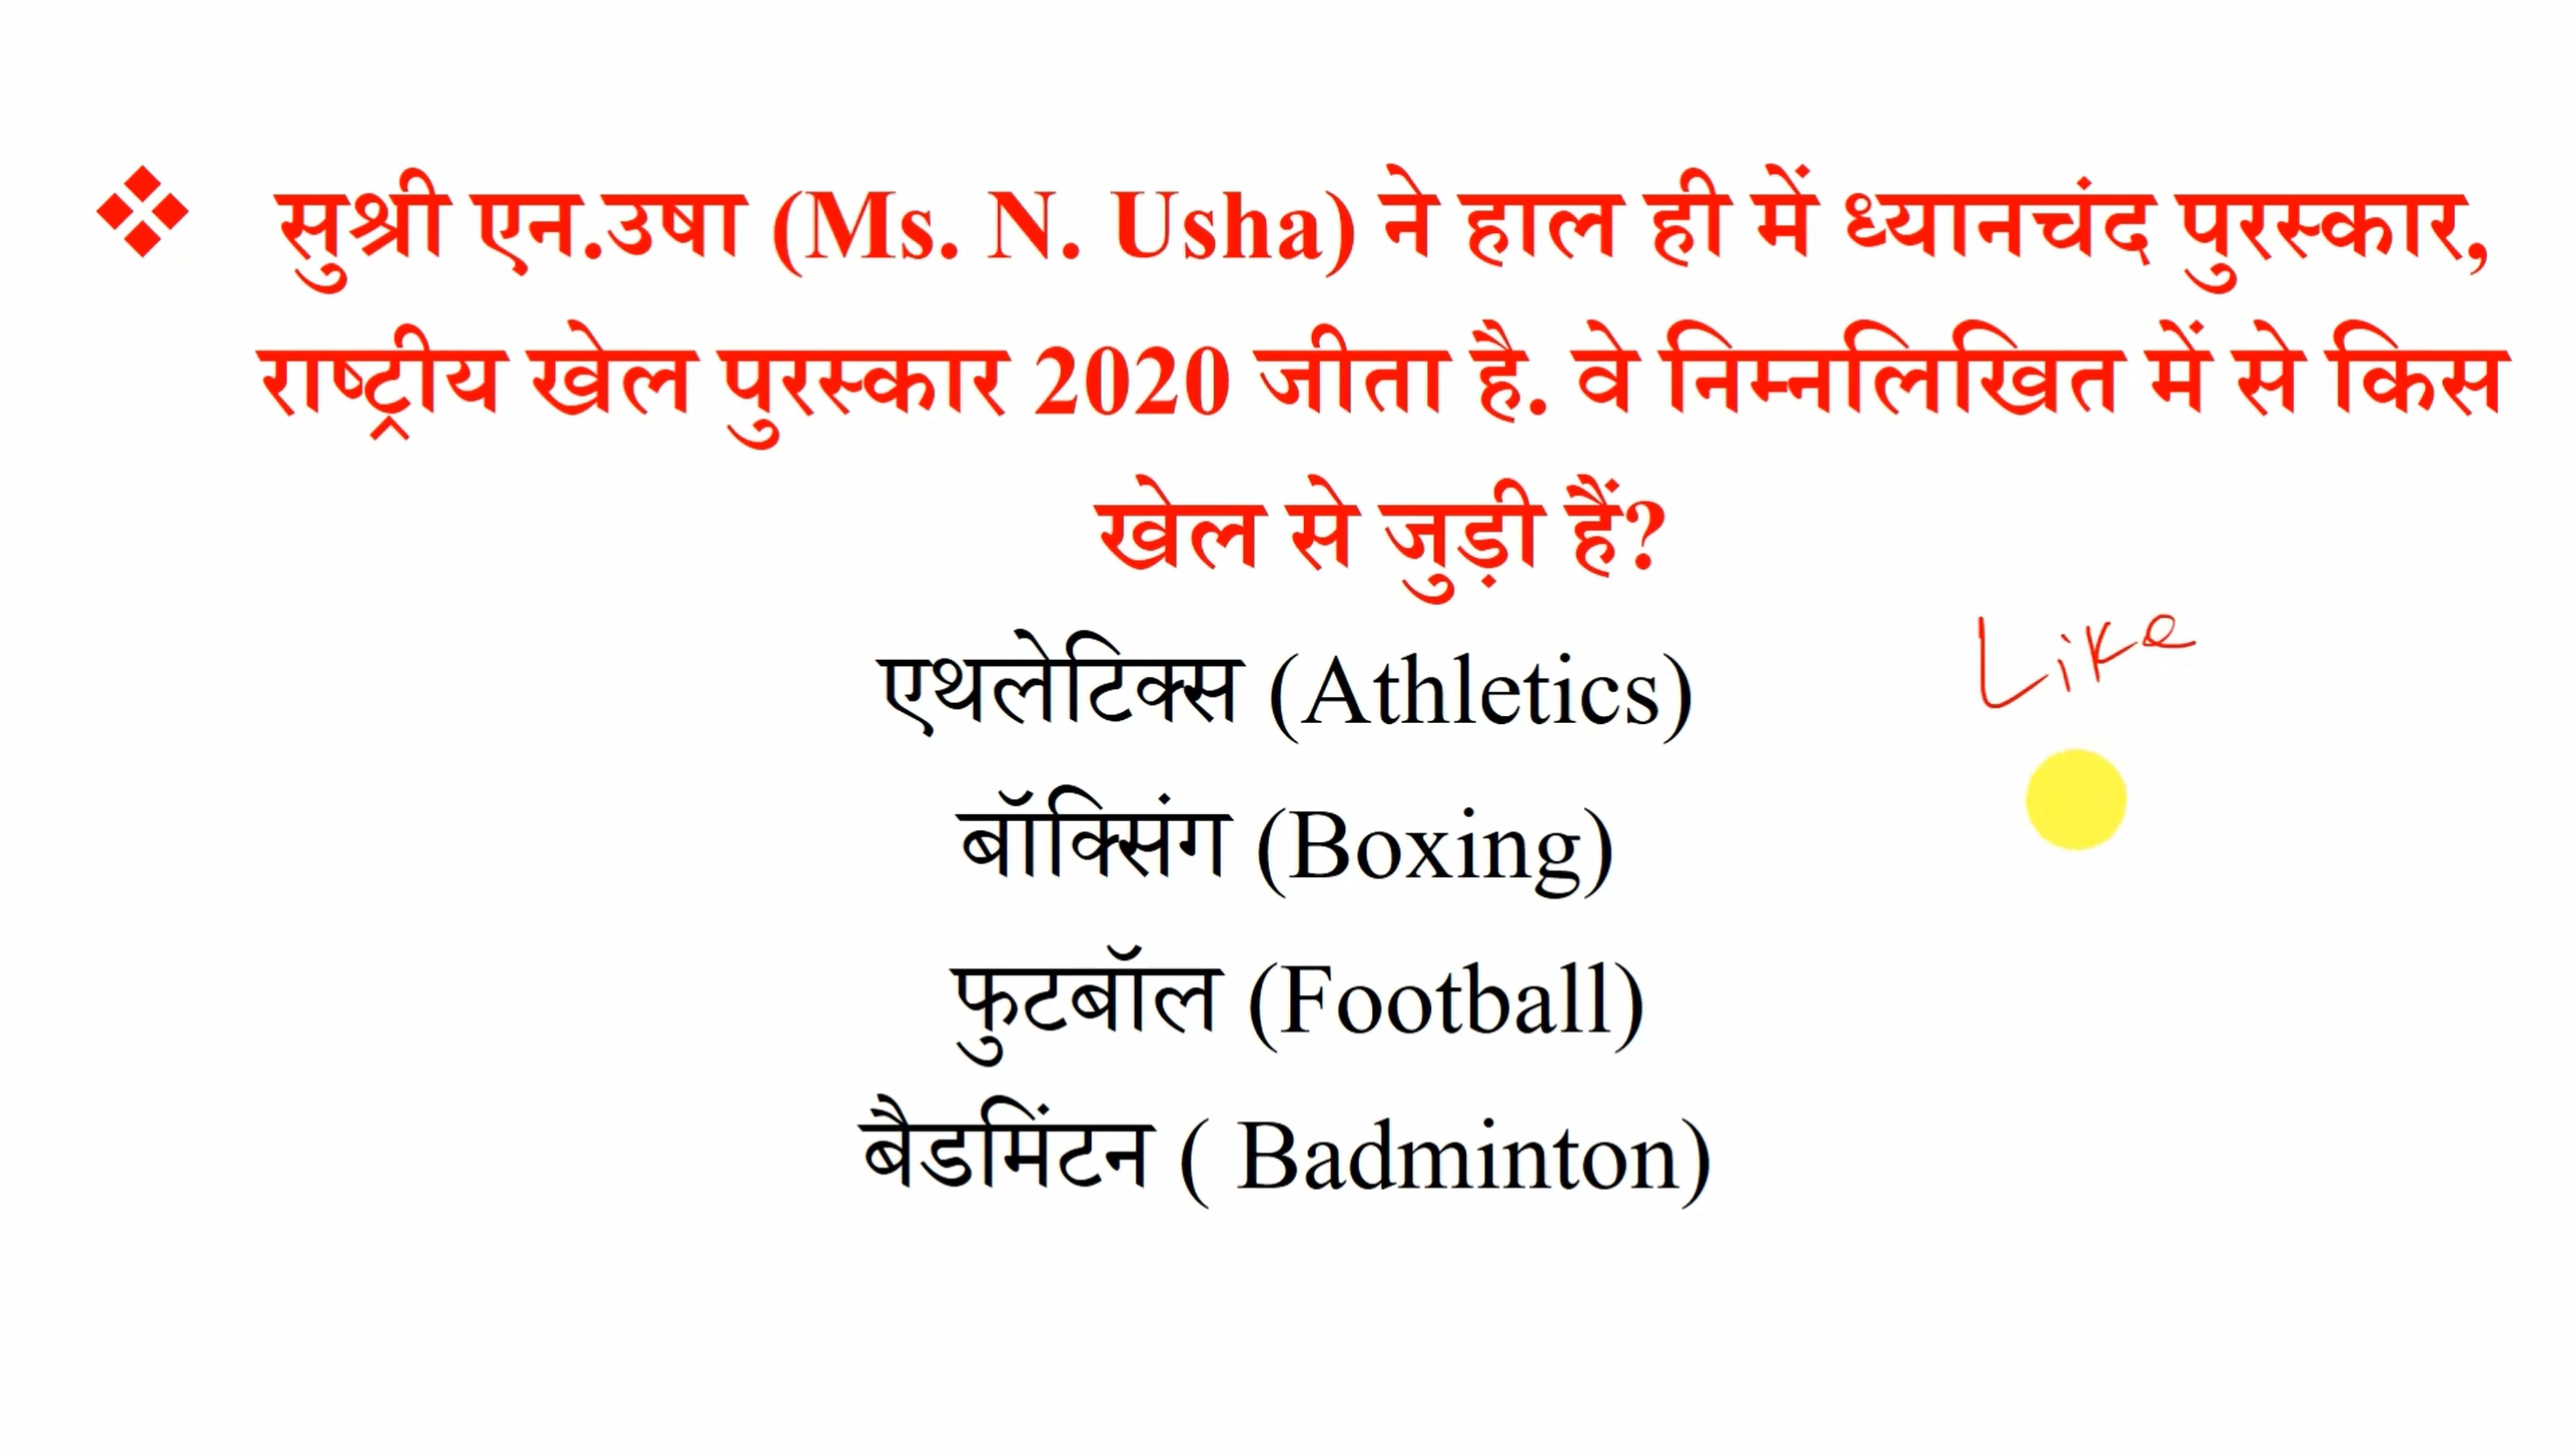 ❖ सुश्री एन.उषा (Ms. N. Usha) ने हाल ही में ध्यानचंद पुरस्कार,
राष्ट्रीय खेल पुरस्कार 2020 जीता है. वे निम्नलिखित में से किस
खेल से जुड़ी हैं?
Like
एथलेटिक्स (Athletics)
बॉक्सिंग (Boxing)
फुटबॉल (Football)
बैडमिंटन ( Badminton)